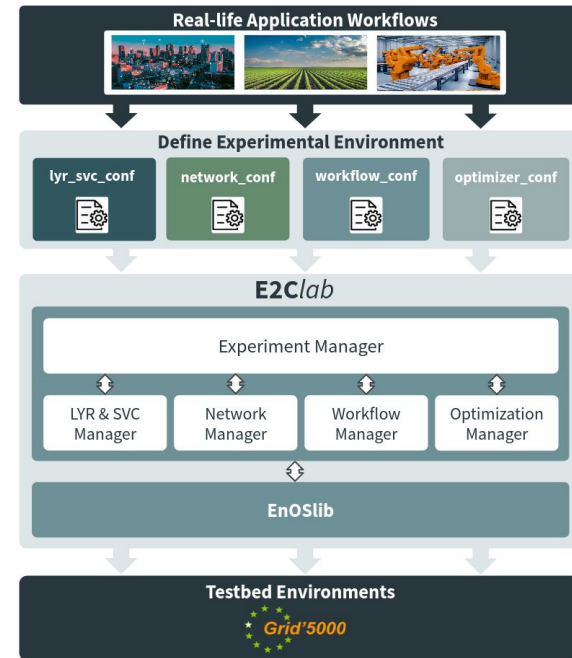 Real-life Application Workflows
Define Experimental Environment
lyr_svc_conf
network_conf
workflow_conf
optimizer_conf
E2Clab
Experiment Manager
LYR & SVC
Manager
Network
Manager
Workflow
Manager
Optimization
Manager
EnOSlib
Testbed Environments
Grid'5000